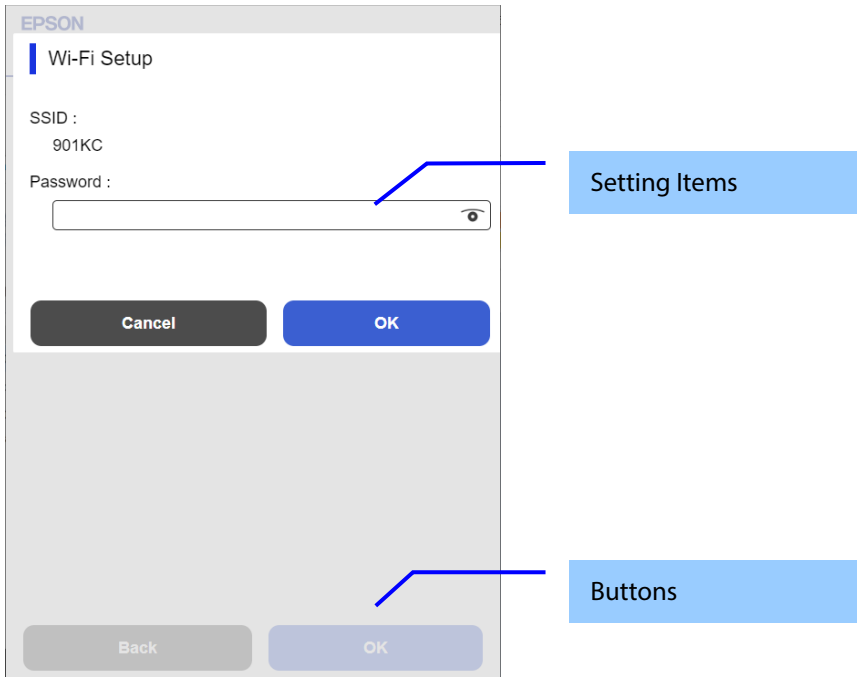 EPSON
Wi-Fi Setup
SSID :
901KC
Password :
Setting Items
Cancel OK
Buttons
Back OK